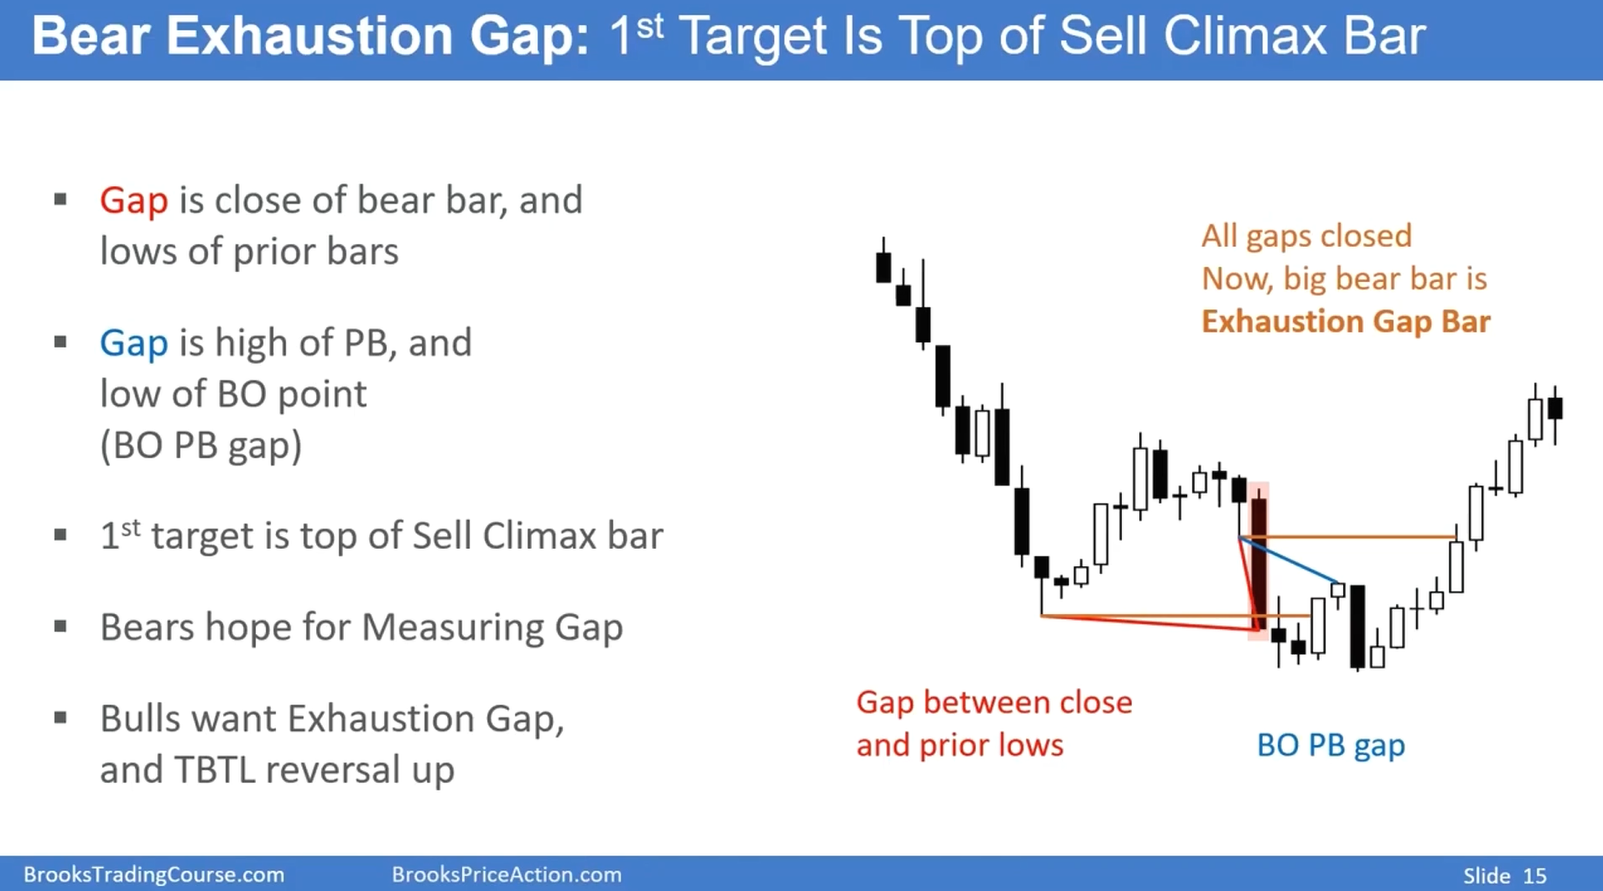 Bear Exhaustion Gap: 1st Target Is Top of Sell Climax Bar
▪ Gap is close of bear bar, and
lows of prior bars
▪ Gap is high of PB, and
low of BO point
(BO PB gap)
▪ 1st target is top of Sell Climax bar
▪ Bears hope for Measuring Gap
▪ Bulls want Exhaustion Gap,
and TBTL reversal up
All gaps closed
Now, big bear bar is
Exhaustion Gap Bar
Gap between close
and prior lows
BO PB gap
BrooksTradingCourse.com
BrooksPriceAction.com
Slide 15